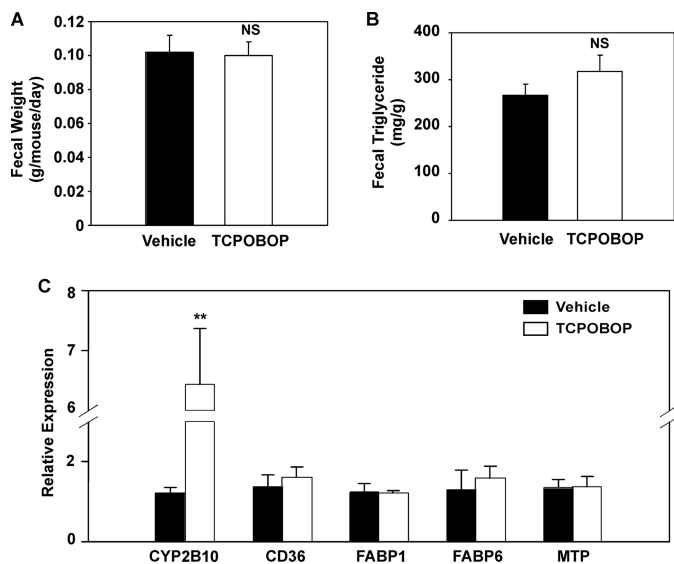 A
Fecal Weight
(g/mouse/day)
0.12
0.10
0.08
0.06
0.04
0.02
0
NS
Vehicle TCPOBOP
B
Fecal Triglyceride
(mg/g)
400
300
200
100
0
NS
Vehicle TCPOBOP
C
Relative Expression
8
7
6
2
0
**
Vehicle
TCPOBOP
CYP2B10 CD36 FABP1 FABP6 MTP